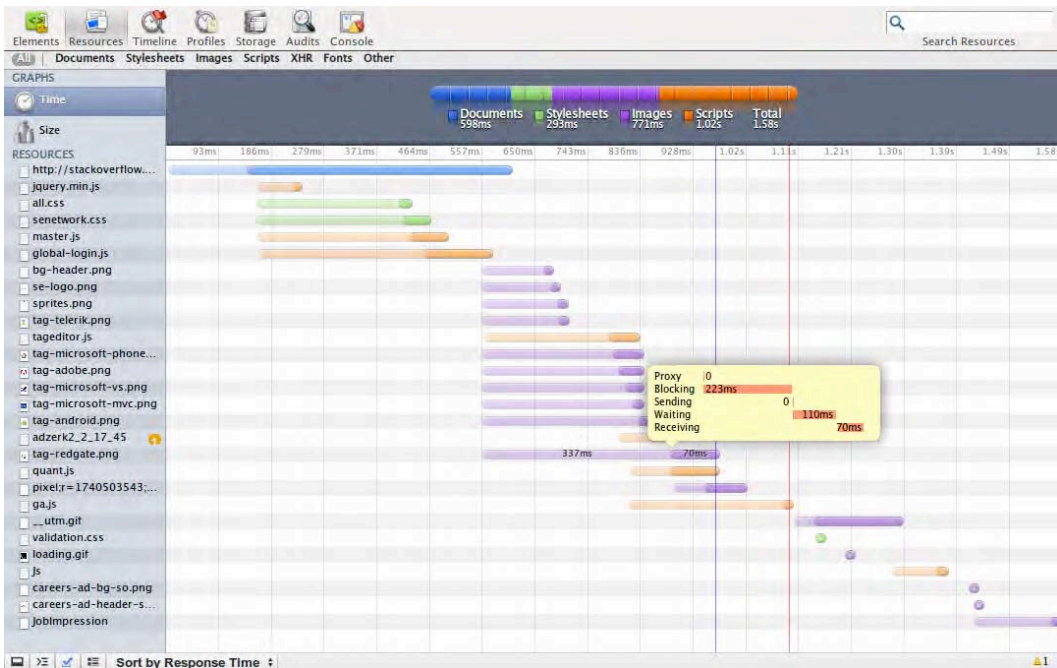 Elements Resources Timeline Profiles Storage Audits Console
Search Resources
All Documents Stylesheets Images Scripts XHR Fonts Other
GRAPHS
Time
Size
Documents Stylesheets Images Scripts Total
598ms 293ms 771ms 1.02s 1.58s
RESOURCES
93ms 186ms 279ms 371ms 464ms 557ms 650ms 743ms 836ms 928ms 1.02s 1.11s 1.21s 1.30s 1.39s 1.49s 1.58
http://stackoverflow....
jquery.min.js
all.css
senetwork.css
master.js
global-login.js
bg-header.png
se-logo.png
sprites.png
tag-telerik.png
tageditor.js
tag-microsoft-phone...
tag-adobe.png
tag-microsoft-vs.png
tag-microsoft-mvc.png
tag-android.png
adzerk2_2_17_45
tag-redgate.png 337ms 70ms
quant.js
pixel;r=1740503543;...
ga.js
__utm.gif
validation.css
loading.gif
js
careers-ad-bg-so.png
careers-ad-header-s...
JobImpression
Proxy 0
Blocking 223ms
Sending 0
Waiting 110ms
Receiving 70ms
Sort by Response Time
1